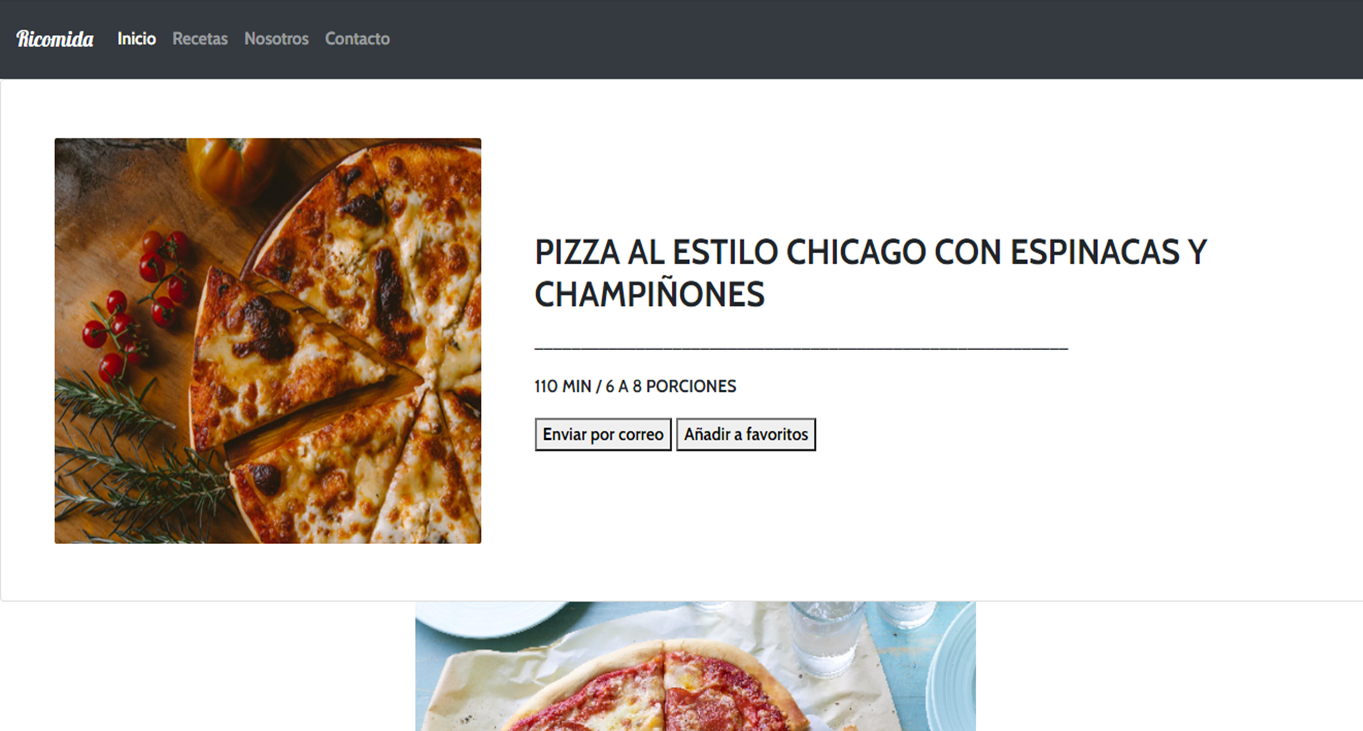 Ricomida Inicio Recetas Nosotros Contacto
PIZZA AL ESTILO CHICAGO CON ESPINACAS Y
CHAMPIÑONES
110 MIN / 6 A 8 PORCIONES
Enviar por correo Añadir a favoritos